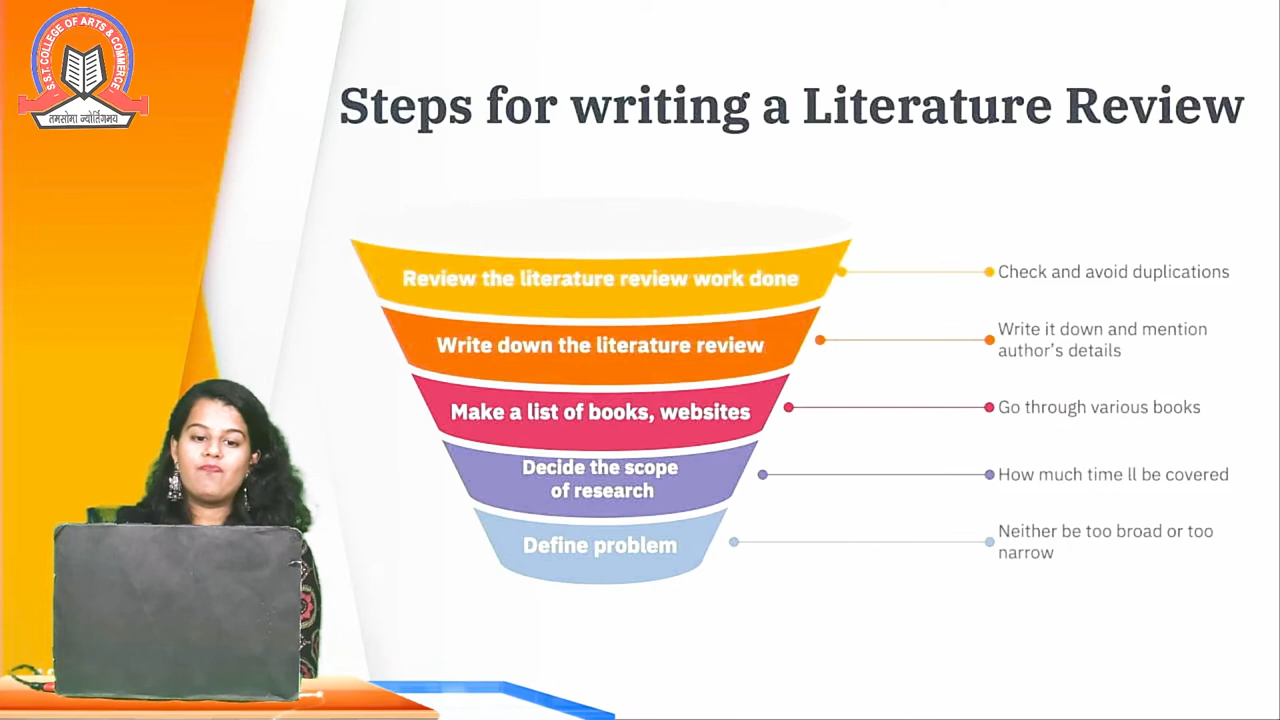 S.S.T. COLLEGE OF ARTS & COMMERCE
तमसोमा ज्योतिंगमय
Steps for writing a Literature Review
Review the literature review work done
Check and avoid duplications
Write down the literature review
Write it down and mention
author's details
Make a list of books, websites
Go through various books
Decide the scope
of research
How much time ll be covered
Define problem
Neither be too broad or too
narrow